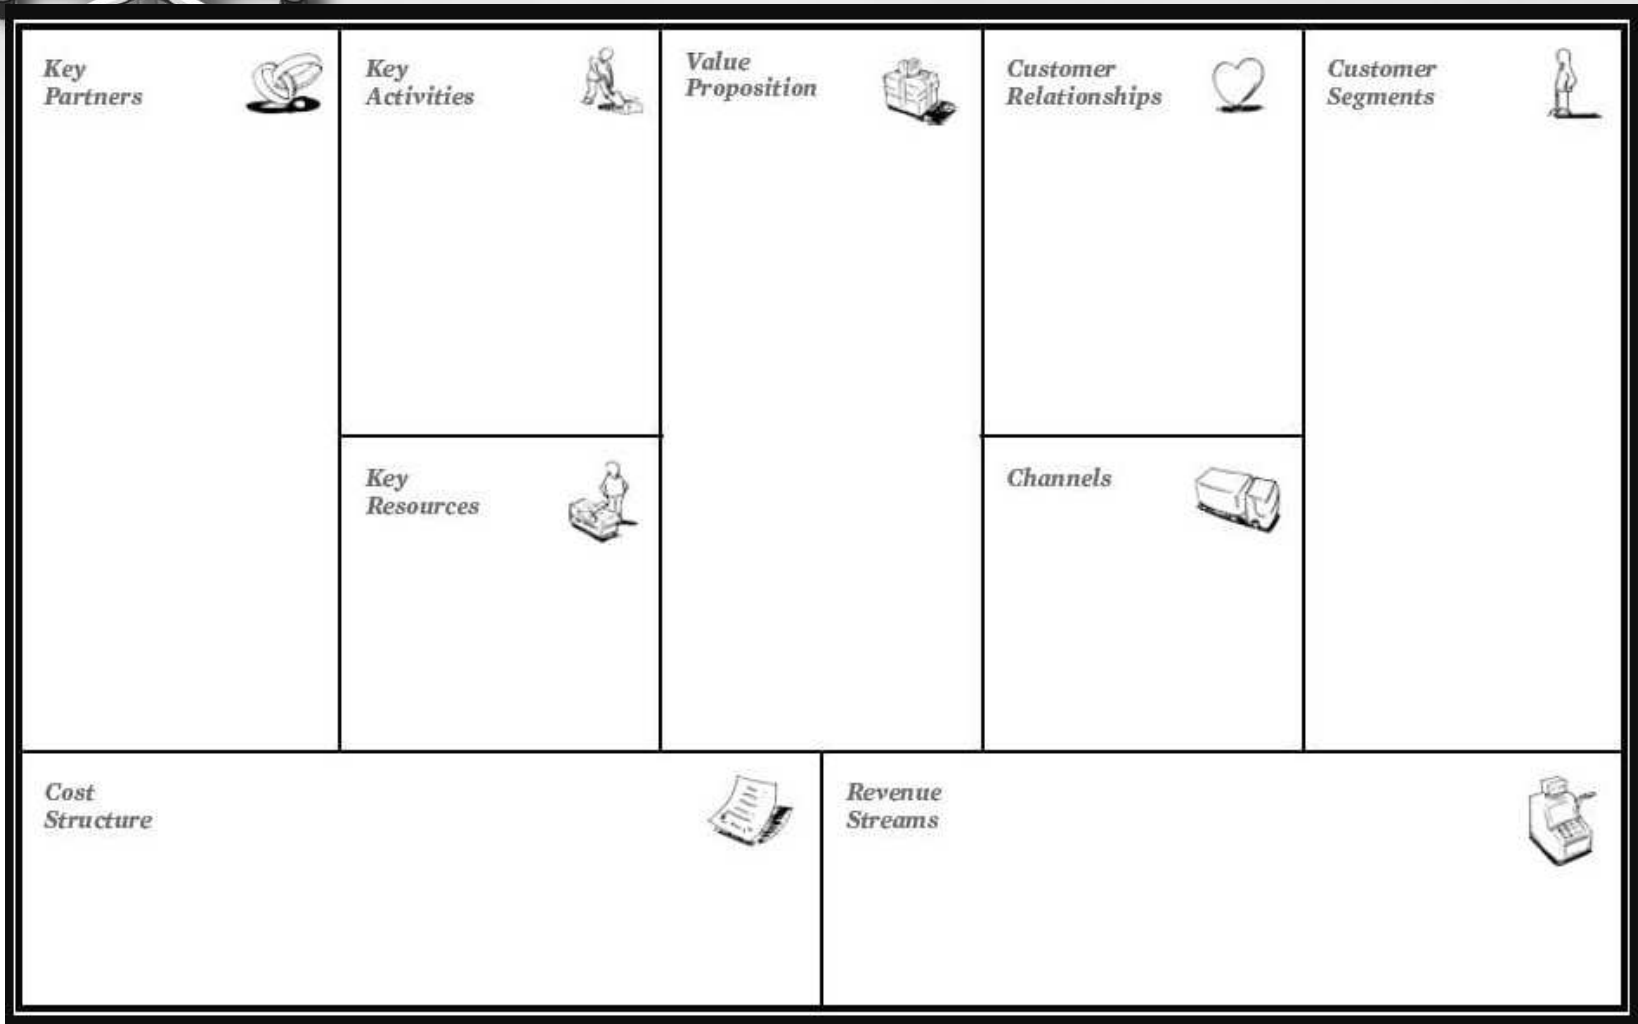 Key
Partners
Key
Activities
Value
Proposition
Customer
Relationships
Customer
Segments
Key
Resources
Channels
Cost
Structure
Revenue
Streams